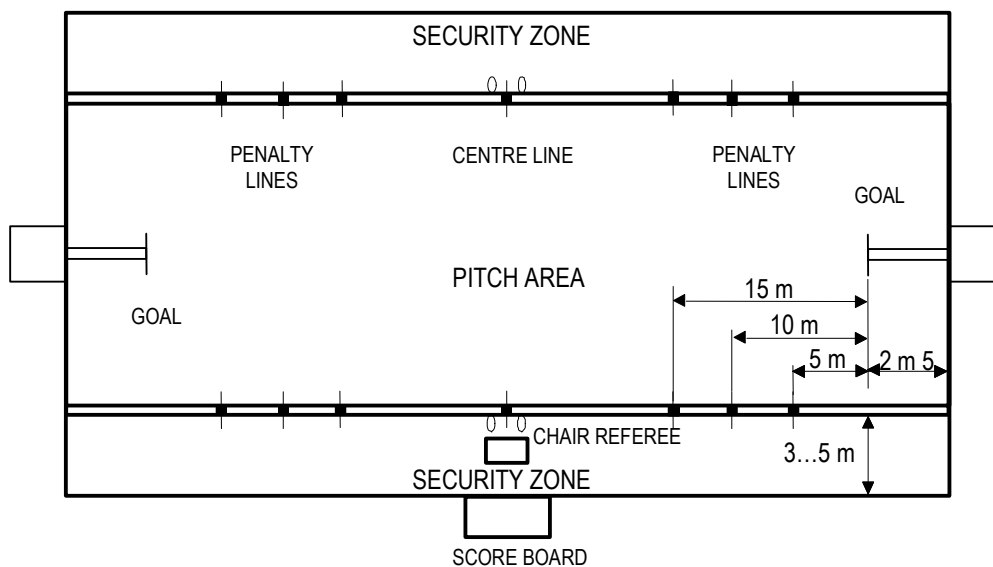 SECURITY ZONE
PENALTY
LINES
CENTRE LINE
PENALTY
LINES
GOAL
PITCH AREA
15 m
GOAL
10 m
5 m
2 m 5
CHAIR REFEREE
3…5 m
SECURITY ZONE
SCORE BOARD